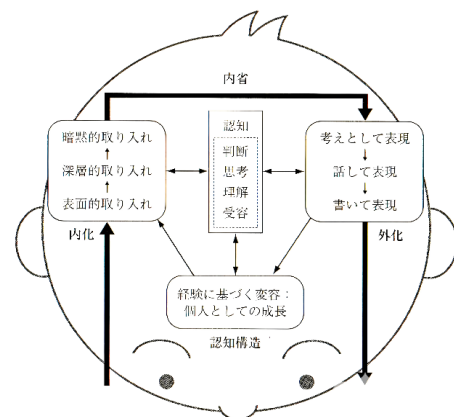 内省
暗黙的取り入れ
深層的取り入れ
表面的取り入れ
内化
認知
判断
思考
理解
受容
考えとして表現
話して表現
書いて表現
外化
経験に基づく変容：
個人としての成長
認知構造